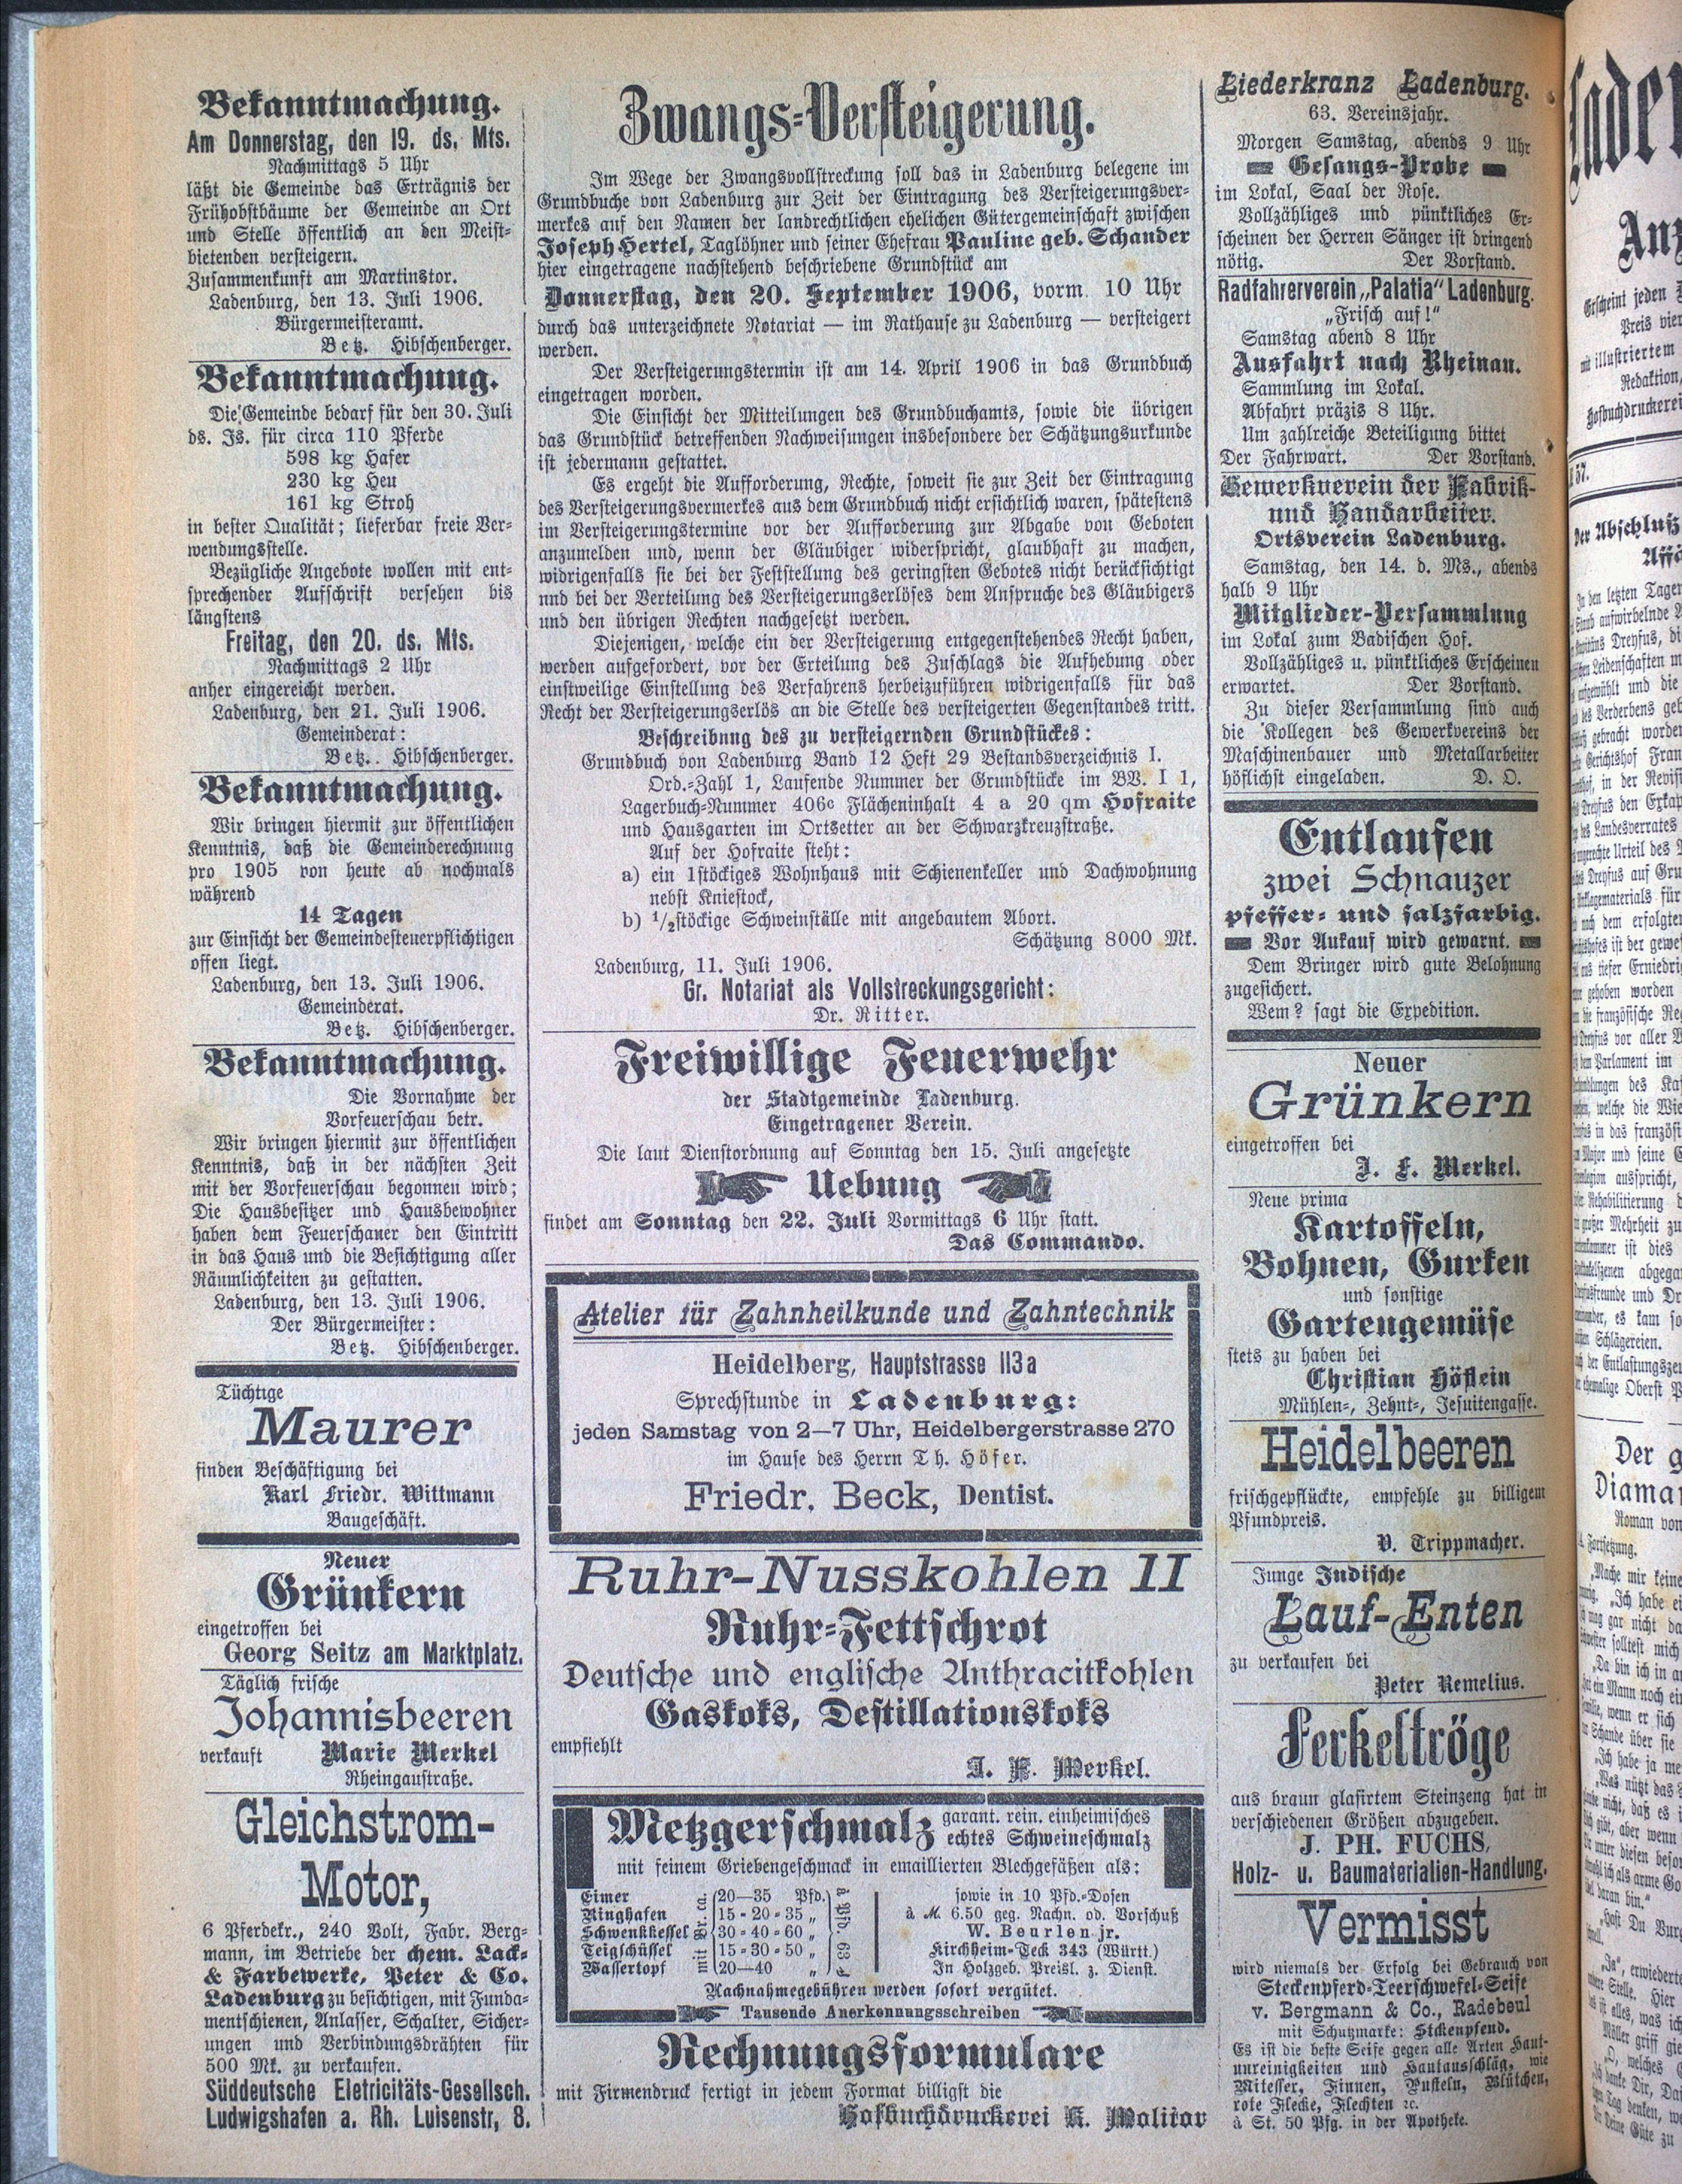 Bekanntmachung.
Am Donnerstag, den 19. ds. Mts.
Nachmittags 5 Uhr
läßt die Gemeinde das Erträgnis der
Frühobstbäume der Gemeinde an Ort
und Stelle öffentlich an den Meist-
bietenden versteigern.
Zusammenkunft am Martinstor.
Ladenburg, den 13. Juli 1906.
Bürgermeisteramt.
Betz. Hibschenberger.
Bekanntmachung.
Die Gemeinde bedarf für den 30. Juli
ds. Js. für circa 110 Pferde
598 kg Hafer
230 kg Heu
161 kg Stroh
in bester Qualität; lieferbar freie Ver-
wendungsstelle.
Bezügliche Angebote wollen mit ent-
sprechender Aufschrift versehen bis
längstens
Freitag, den 20. ds. Mts.
Nachmittags 2 Uhr
anher eingereicht werden.
Ladenburg, den 21. Juli 1906.
Gemeinderat:
Betz. Hibschenberger.
Bekanntmachung.
Wir bringen hiermit zur öffentlichen
Kenntnis, daß die Gemeinderechnung
pro 1905 von heute ab nochmals
während
14 Tagen
zur Einsicht der Gemeindesteuerpflichtigen
offen liegt.
Ladenburg, den 13. Juli 1906.
Gemeinderat.
Betz. Hibschenberger.
Bekanntmachung.
Die Vornahme der
Vorfeuerschau betr.
Wir bringen hiermit zur öffentlichen
Kenntnis, daß in der nächsten Zeit
mit der Vorfeuerschau begonnen wird;
Die Hausbesitzer und Hausbewohner
haben dem Feuerschauer den Eintritt
in das Haus und die Besichtigung aller
Räumlichkeiten zu gestatten.
Ladenburg, den 13. Juli 1906.
Der Bürgermeister:
Betz. Hibschenberger.
Tüchtige
Maurer
finden Beschäftigung bei
Karl Friedr. Wittmann
Baugeschäft.
Neuer
Grünkern
eingetroffen bei
Georg Seitz am Marktplatz.
Täglich frische
Johannisbeeren
verkauft Marie Merkel
Rheingaustraße.
Gleichstrom-
Motor,
6 Pferdekr., 240 Volt, Fabr. Berg-
mann, im Betriebe der chem. Lack-
& Farbewerke, Peter & Co.
Ladenburg zu besichtigen, mit Funda-
mentschienen, Anlasser, Schalter, Sicher-
ungen und Verbindungsdrähten für
500 Mk. zu verkaufen.
Süddeutsche Eletricitäts-Gesellsch.
Ludwigshafen a. Rh. Luisenstr, 8.
Zwangs-Versteigerung.
Im Wege der Zwangsvollstreckung soll das in Ladenburg belegene im
Grundbuche von Ladenburg zur Zeit der Eintragung des Versteigerungsver-
merkes auf den Namen der landrechtlichen ehelichen Gütergemeinschaft zwischen
Joseph Hertel, Taglöhner und seiner Ehefrau Pauline geb. Schander
hier eingetragene nachstehend beschriebene Grundstück am
Donnerstag, den 20. September 1906, vorm. 10 Uhr
durch das unterzeichnete Notariat — im Rathause zu Ladenburg — versteigert
werden.
Der Versteigerungstermin ist am 14. April 1906 in das Grundbuch
eingetragen worden.
Die Einsicht der Mitteilungen des Grundbuchamts, sowie die übrigen
das Grundstück betreffenden Nachweisungen insbesondere der Schätzungsurkunde
ist jedermann gestattet.
Es ergeht die Aufforderung, Rechte, soweit sie zur Zeit der Eintragung
des Versteigerungsvermerkes aus dem Grundbuch nicht ersichtlich waren, spätestens
im Versteigerungstermine vor der Aufforderung zur Abgabe von Geboten
anzumelden und, wenn der Gläubiger widerspricht, glaubhaft zu machen,
widrigenfalls sie bei der Feststellung des geringsten Gebotes nicht berücksichtigt
und bei der Verteilung des Versteigerungserlöses dem Anspruche des Gläubigers
und den übrigen Rechten nachgesetzt werden.
Diejenigen, welche ein der Versteigerung entgegenstehendes Recht haben,
werden aufgefordert, vor der Erteilung des Zuschlags die Aufhebung oder
einstweilige Einstellung des Verfahrens herbeizuführen widrigenfalls für das
Recht der Versteigerungserlös an die Stelle des versteigerten Gegenstandes tritt.
Beschreibung des zu versteigernden Grundstückes:
Grundbuch von Ladenburg Band 12 Heft 29 Bestandsverzeichnis I.
Ord.-Zahl 1, Laufende Nummer der Grundstücke im BV. I 1,
Lagerbuch-Nummer 406c Flächeninhalt 4 a 20 qm Hofraite
und Hausgarten im Ortsetter an der Schwarzkreuzstraße.
Auf der Hofraite steht:
a) ein 1stöckiges Wohnhaus mit Schienenkeller und Dachwohnung
nebst Kniestock,
b) 1/2stöckige Schweinställe mit angebautem Abort.
Schätzung 8000 Mk.
Ladenburg, 11. Juli 1906.
Gr. Notariat als Vollstreckungsgericht:
Dr. Ritter.
Freiwillige Feuerwehr
der Stadtgemeinde Ladenburg.
Eingetragener Verein.
Die laut Dienstordnung auf Sonntag den 15. Juli angesetzte
Uebung
findet am Sonntag den 22. Juli Vormittags 6 Uhr statt.
Das Commando.
Atelier für Zahnheilkunde und Zahntechnik
Heidelberg, Hauptstrasse 113a
Sprechstunde in Ladenburg:
jeden Samstag von 2—7 Uhr, Heidelbergerstrasse 270
im Hause des Herrn Th. Höfer.
Friedr. Beck, Dentist.
Ruhr-Nusskohlen II
Ruhr-Fettschrot
Deutsche und englische Anthracitkohlen
Gaskoks, Destillationskoks
empfiehlt
J. F. Merkel.
Metzgerschmalz garant. rein. einheimisches
echtes Schweineschmalz
mit feinem Griebengeschmack in emaillierten Blechgefäßen als:
Eimer 20—35 Pfd.
Ringhafen 15-20-35 „
Schwenkkessel 30-40-60 „
Teigschüssel 15-30-50 „
Wassertopf 20—40 „
mit Br. ca.
sowie in 10 Pfd.-Dosen
à M. 6.50 geg. Nachn. od. Vorschuß
W. Beurlen jr.
Kirchheim-Teck 343 (Württ.)
In Holzgeb. Preisl. z. Dienst.
Nachnahmegebühren werden sofort vergütet.
Tausende Anerkennungsschreiben
Rechnungsformulare
mit Firmendruck fertigt in jedem Format billigst die
Hofbuchdruckerei K. Molitor
Liederkranz Ladenburg.
63. Vereinsjahr.
Morgen Samstag, abends 9 Uhr
Gesangs-Probe
im Lokal, Saal der Rose.
Vollzähliges und pünktliches Er-
scheinen der Herren Sänger ist dringend
nötig. Der Vorstand.
Radfahrerverein „Palatia" Ladenburg.
„Frisch auf!"
Samstag abend 8 Uhr
Ausfahrt nach Rheinau.
Sammlung im Lokal.
Abfahrt präzis 8 Uhr.
Um zahlreiche Beteiligung bittet
Der Fahrwart. Der Vorstand.
Gewerkverein der Fabrik-
und Handarbeiter.
Ortsverein Ladenburg.
Samstag, den 14. d. Ms., abends
halb 9 Uhr
Mitglieder-Versammlung
im Lokal zum Badischen Hof.
Vollzähliges u. pünktliches Erscheinen
erwartet. Der Vorstand.
Zu dieser Versammlung sind auch
die Kollegen des Gewerkvereins der
Maschinenbauer und Metallarbeiter
höflichst eingeladen. D. O.
Entlaufen
zwei Schnauzer
pfeffer- und salzfarbig.
Vor Ankauf wird gewarnt.
Dem Bringer wird gute Belohnung
zugesichert.
Wem? sagt die Expedition.
Neuer
Grünkern
eingetroffen bei
J. F. Merkel.
Neue prima
Kartoffeln,
Bohnen, Gurken
und sonstige
Gartengemüse
stets zu haben bei
Christian Höflein
Mühlen-, Zehnt-, Jesuitengasse.
Heidelbeeren
frischgepflückte, empfehle zu billigem
Pfundpreis.
V. Trippmacher.
Junge Indische
Lauf-Enten
zu verkaufen bei
Peter Remelius.
Ferkeltröge
aus braun glasirtem Steinzeug hat in
verschiedenen Größen abzugeben.
J. PH. FUCHS,
Holz- u. Baumaterialien-Handlung.
Vermisst
wird niemals der Erfolg bei Gebrauch von
Steckenpferd-Teerschwefel-Seife
v. Bergmann & Co., Radebeul
mit Schutzmarke: Stckenpferd.
Es ist die beste Seife gegen alle Arten Haut-
unreinigkeiten und Hautausschläg, wie
Mitesser, Finnen, Pusteln, Blütchen,
rote Flecke, Flechten ꝛc.
à St. 50 Pfg. in der Apotheke.
Erscheint jeden
57.
Der Abschluß